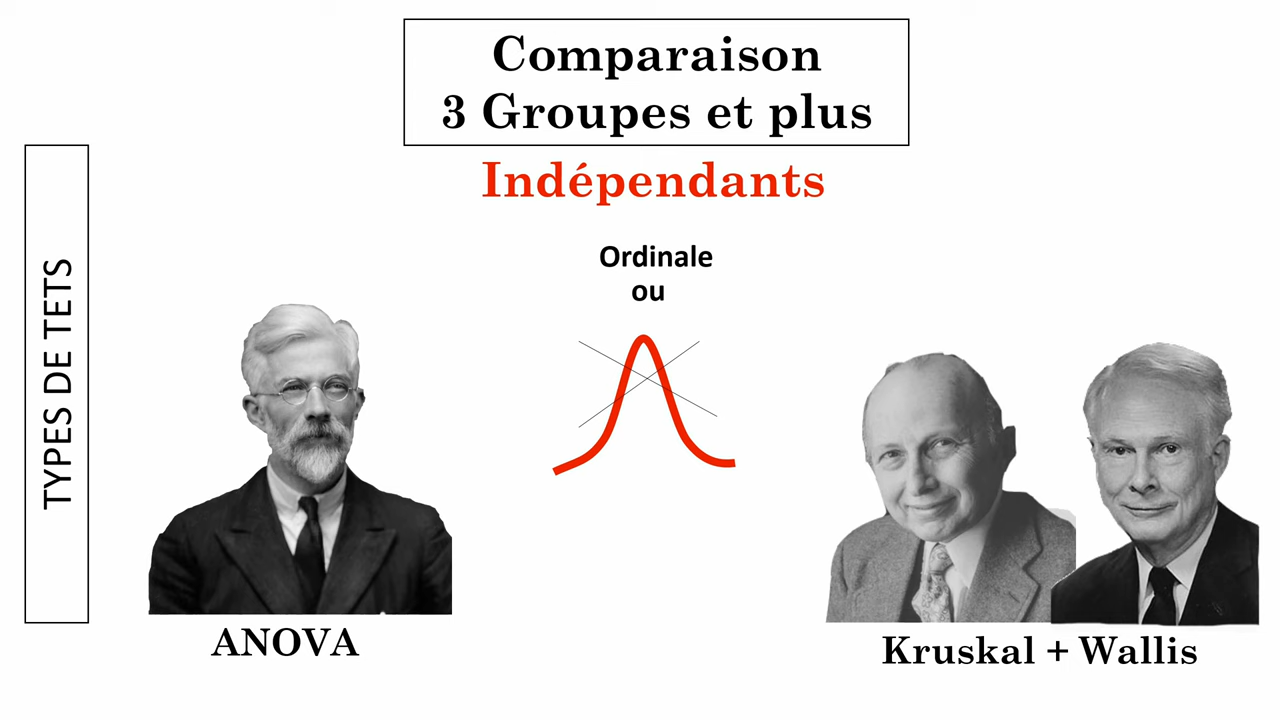 Comparaison
3 Groupes et plus
Indépendants
TYPES DE TETS
Ordinale
ou
ANOVA
Kruskal + Wallis